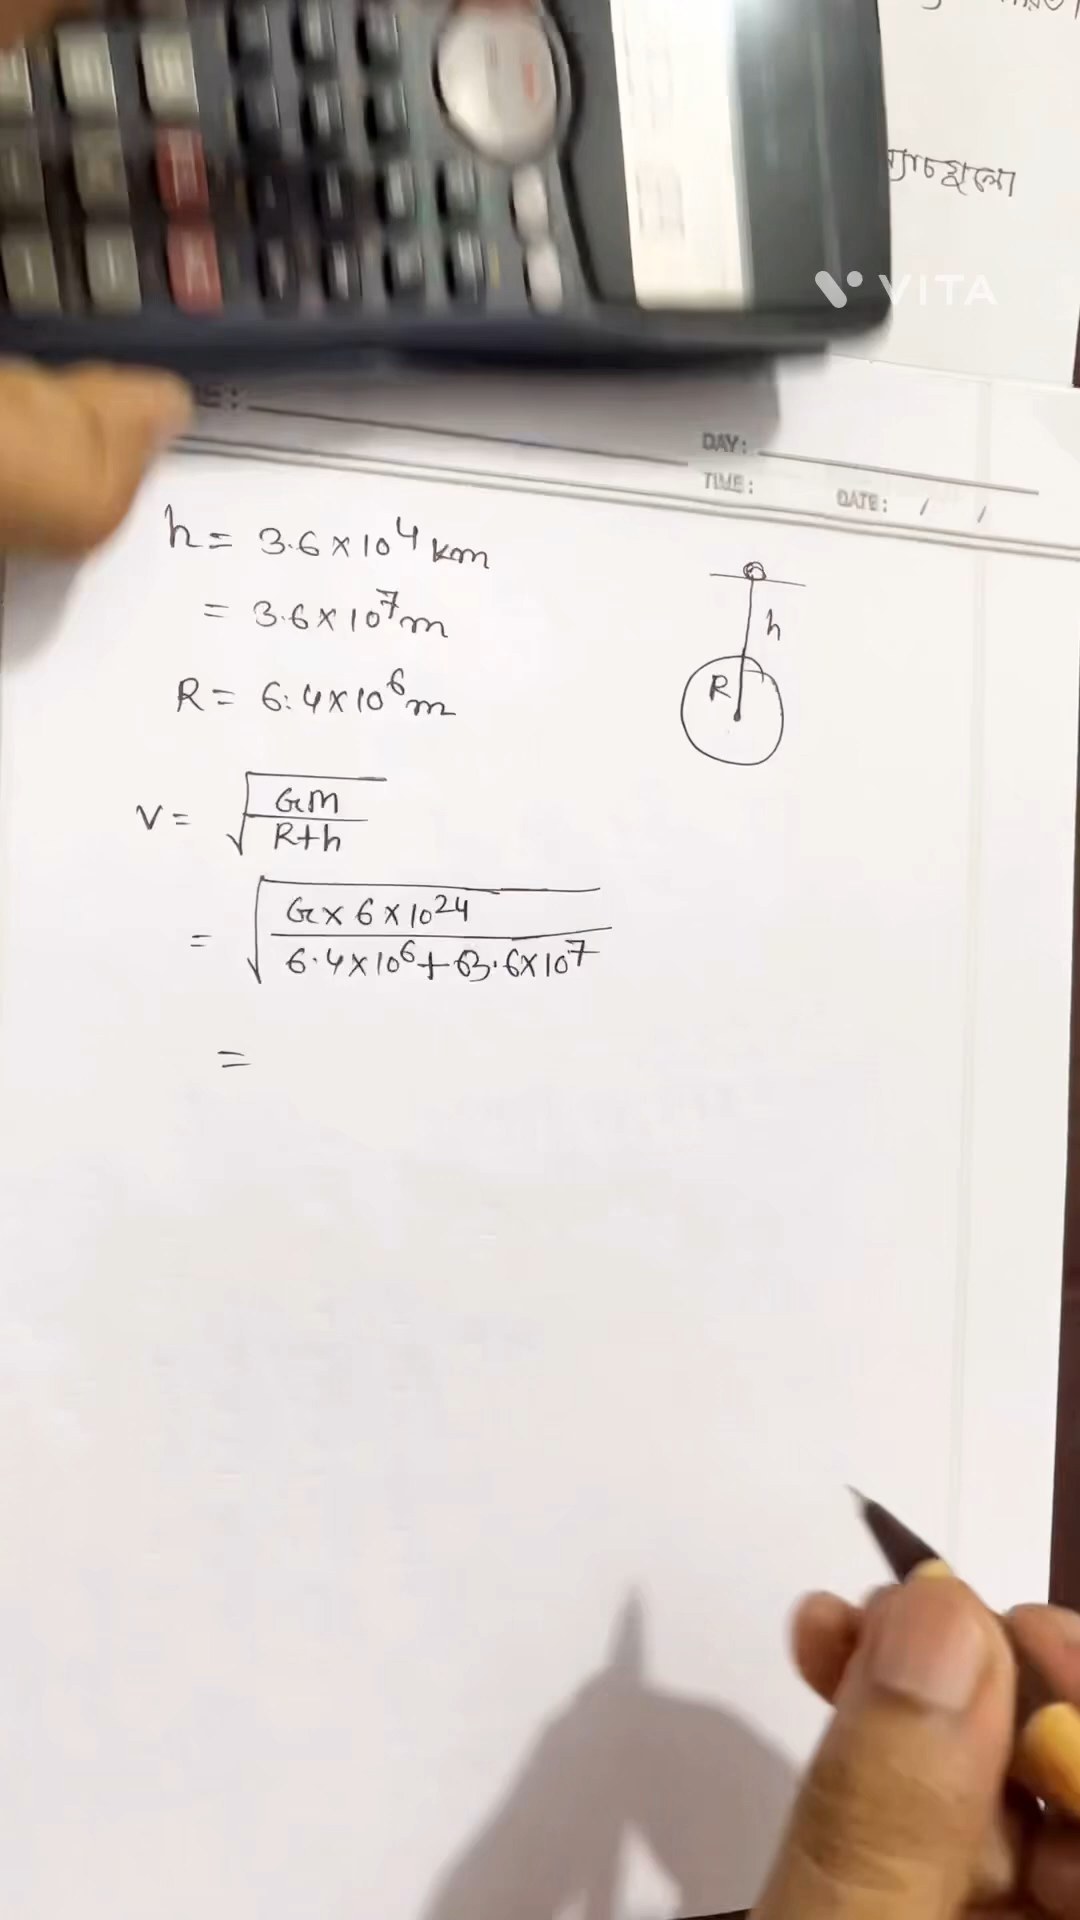 ম্যাচগুলো
VITA
DAY:
TIME:
DATE: / /
h = 3.6 × 10⁴ km
= 3.6 × 10⁷ m
R = 6.4 × 10⁶ m
h
R
V = √(GM / R+h)
= √(G × 6 × 10²⁴ / 6.4 × 10⁶ + 3.6 × 10⁷)
=